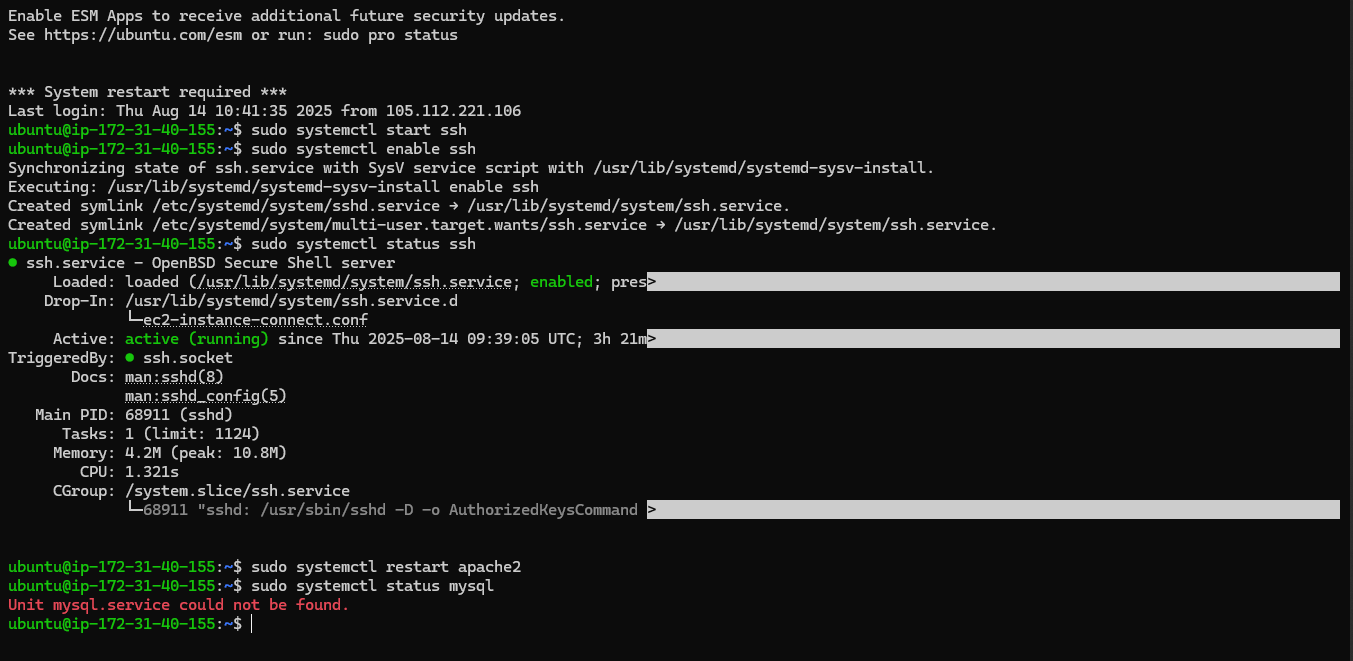 Enable ESM Apps to receive additional future security updates.
See https://ubuntu.com/esm or run: sudo pro status
*** System restart required ***
Last login: Thu Aug 14 10:41:35 2025 from 105.112.221.106
ubuntu@ip-172-31-40-155:~$ sudo systemctl start ssh
ubuntu@ip-172-31-40-155:~$ sudo systemctl enable ssh
Synchronizing state of ssh.service with SysV service script with /usr/lib/systemd/systemd-sysv-install.
Executing: /usr/lib/systemd/systemd-sysv-install enable ssh
Created symlink /etc/systemd/system/sshd.service → /usr/lib/systemd/system/ssh.service.
Created symlink /etc/systemd/system/multi-user.target.wants/ssh.service → /usr/lib/systemd/system/ssh.service.
ubuntu@ip-172-31-40-155:~$ sudo systemctl status ssh
● ssh.service - OpenBSD Secure Shell server
     Loaded: loaded (/usr/lib/systemd/system/ssh.service; enabled; pres>
    Drop-In: /usr/lib/systemd/system/ssh.service.d
             └─ec2-instance-connect.conf
     Active: active (running) since Thu 2025-08-14 09:39:05 UTC; 3h 21m>
TriggeredBy: ● ssh.socket
       Docs: man:sshd(8)
             man:sshd_config(5)
   Main PID: 68911 (sshd)
      Tasks: 1 (limit: 1124)
     Memory: 4.2M (peak: 10.8M)
        CPU: 1.321s
     CGroup: /system.slice/ssh.service
             └─68911 "sshd: /usr/sbin/sshd -D -o AuthorizedKeysCommand >
ubuntu@ip-172-31-40-155:~$ sudo systemctl restart apache2
ubuntu@ip-172-31-40-155:~$ sudo systemctl status mysql
Unit mysql.service could not be found.
ubuntu@ip-172-31-40-155:~$